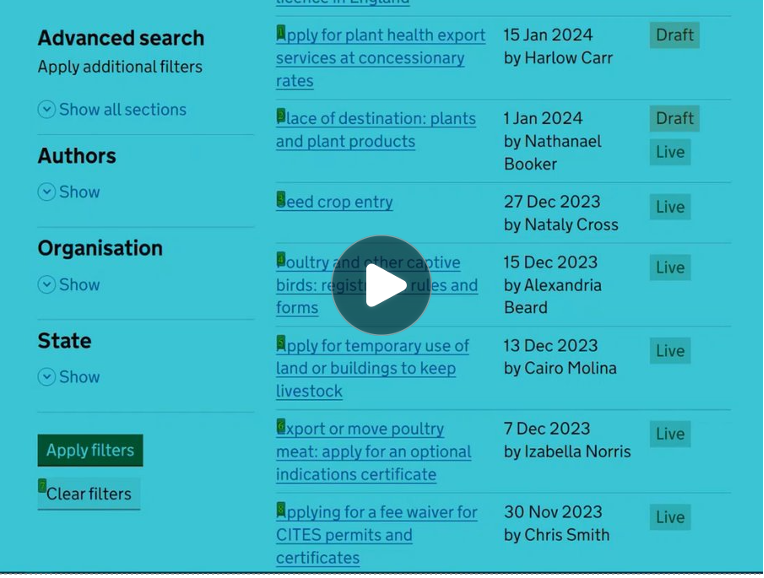 licence in England
Advanced search
Apply additional filters
Show all sections
Authors
Show
Organisation
Show
State
Show
Apply filters
Clear filters
Apply for plant health export
services at concessionary
rates
15 Jan 2024
by Harlow Carr
Draft
Place of destination: plants
and plant products
1 Jan 2024
by Nathanael
Booker
Draft
Live
Seed crop entry
27 Dec 2023
by Nataly Cross
Live
Poultry and other captive
birds: rules and
forms
15 Dec 2023
by Alexandria
Beard
Live
Apply for temporary use of
land or buildings to keep
livestock
13 Dec 2023
by Cairo Molina
Live
Export or move poultry
meat: apply for an optional
indications certificate
7 Dec 2023
by Izabella Norris
Live
Applying for a fee waiver for
CITES permits and
certificates
30 Nov 2023
by Chris Smith
Live